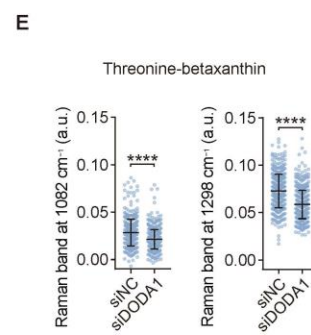 E
Threonine-betaxanthin
Raman band at 1082 cm⁻¹ (a.u.)
0.15
0.10
0.05
0.00
****
siNC
siDODA1
Raman band at 1298 cm⁻¹ (a.u.)
0.15
0.10
0.05
0.00
****
siNC
siDODA1